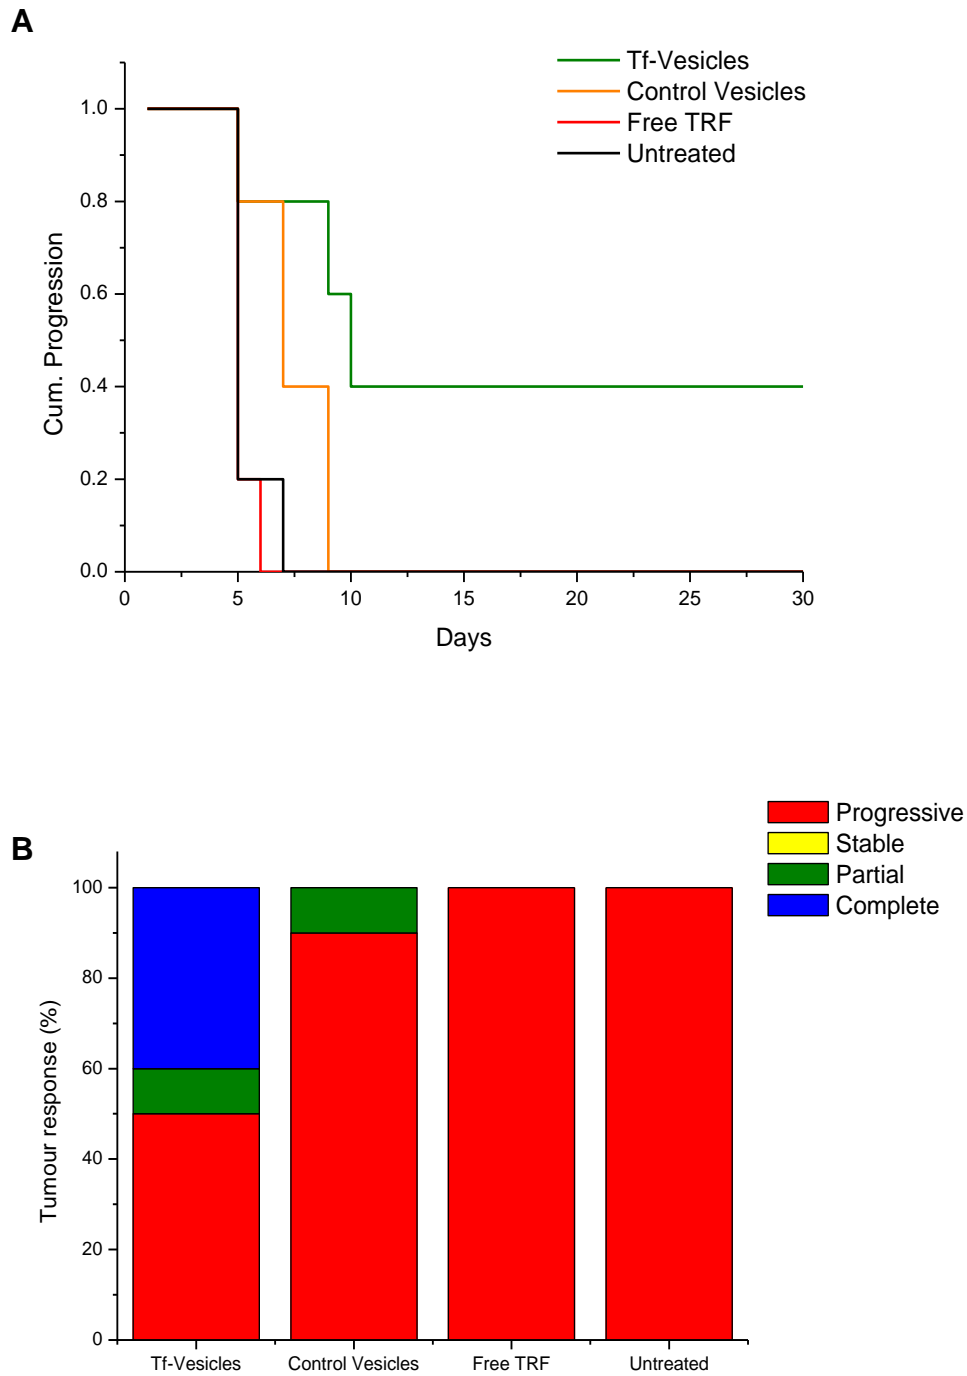 A
Tf-Vesicles
Control Vesicles
Free TRF
Untreated
1.0
0.8
0.6
0.4
0.2
0.0
Cum. Progression
0 5 10 15 20 25 30
Days
Progressive
Stable
Partial
Complete
B
100
80
60
40
20
0
Tumour response (%)
Tf-Vesicles Control Vesicles Free TRF Untreated